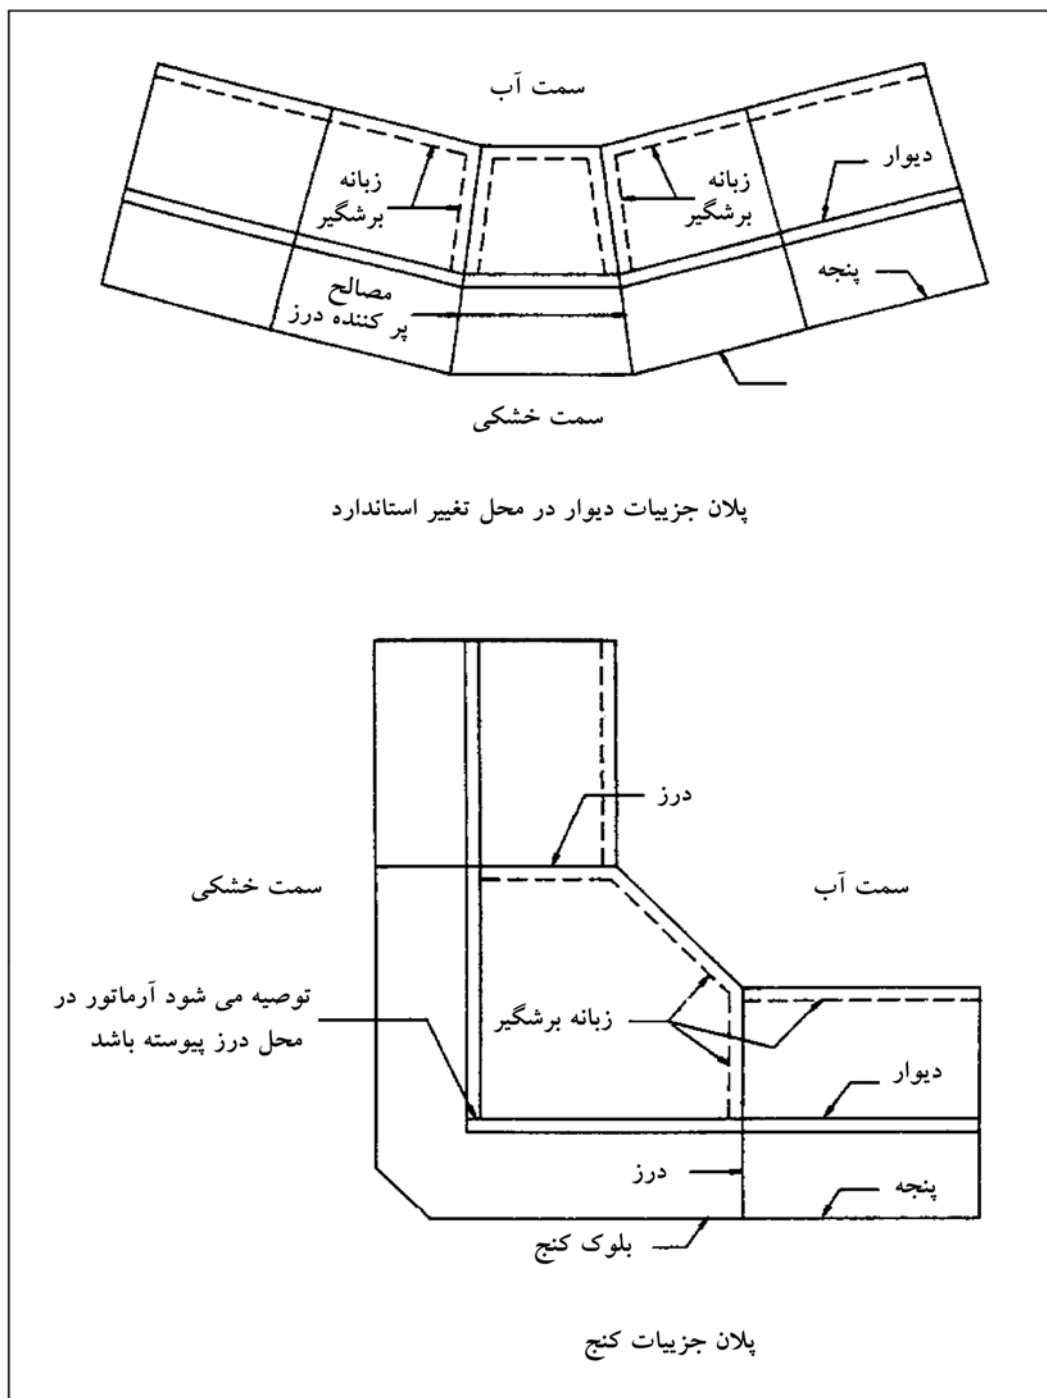 سمت آب
دیوار
زبانه
برشگیر
زبانه
برشگیر
پنجه
مصالح
پر کننده درز
سمت خشکی
پلان جزییات دیوار در محل تغییر استاندارد
درز
سمت آب
سمت خشکی
توصیه می شود آرماتور در
محل درز پیوسته باشد
زبانه برشگیر
دیوار
درز
پنجه
بلوک کنج
پلان جزییات کنج